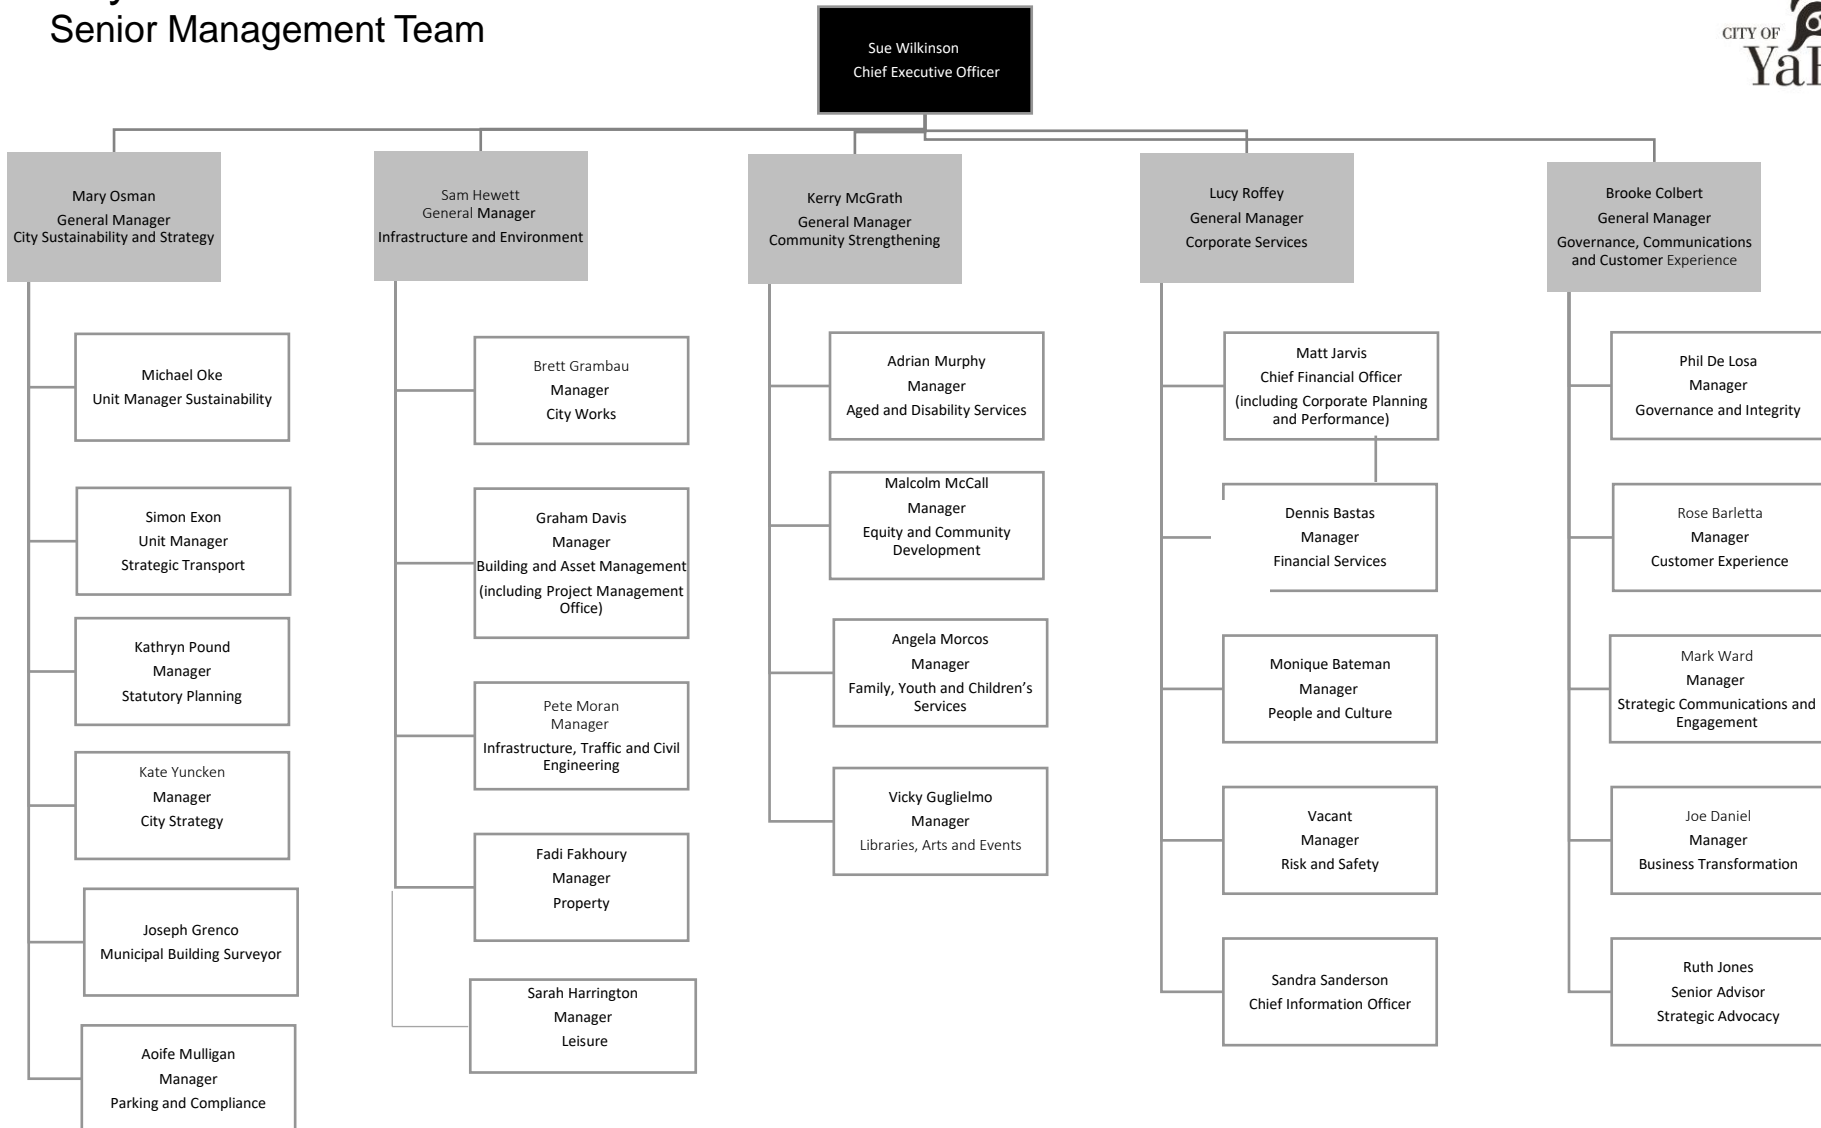 Senior Management Team
CITY OF
Sue Wilkinson
Chief Executive Officer
Mary Osman
General Manager
City Sustainability and Strategy
Michael Oke
Unit Manager Sustainability
Simon Exon
Unit Manager
Strategic Transport
Kathryn Pound
Manager
Statutory Planning
Kate Yuncken
Manager
City Strategy
Joseph Grenco
Municipal Building Surveyor
Aoife Mulligan
Manager
Parking and Compliance
Sam Hewett
General Manager
Infrastructure and Environment
Brett Grambau
Manager
City Works
Graham Davis
Manager
Building and Asset Management
(including Project Management
Office)
Pete Moran
Manager
Infrastructure, Traffic and Civil
Engineering
Fadi Fakhoury
Manager
Property
Sarah Harrington
Manager
Leisure
Kerry McGrath
General Manager
Community Strengthening
Adrian Murphy
Manager
Aged and Disability Services
Malcolm McCall
Manager
Equity and Community
Development
Angela Morcos
Manager
Family, Youth and Children’s
Services
Vicky Guglielmo
Manager
Libraries, Arts and Events
Lucy Roffey
General Manager
Corporate Services
Matt Jarvis
Chief Financial Officer
(including Corporate Planning
and Performance)
Dennis Bastas
Manager
Financial Services
Monique Bateman
Manager
People and Culture
Vacant
Manager
Risk and Safety
Sandra Sanderson
Chief Information Officer
Brooke Colbert
General Manager
Governance, Communications
and Customer Experience
Phil De Losa
Manager
Governance and Integrity
Rose Barletta
Manager
Customer Experience
Mark Ward
Manager
Strategic Communications and
Engagement
Joe Daniel
Manager
Business Transformation
Ruth Jones
Senior Advisor
Strategic Advocacy